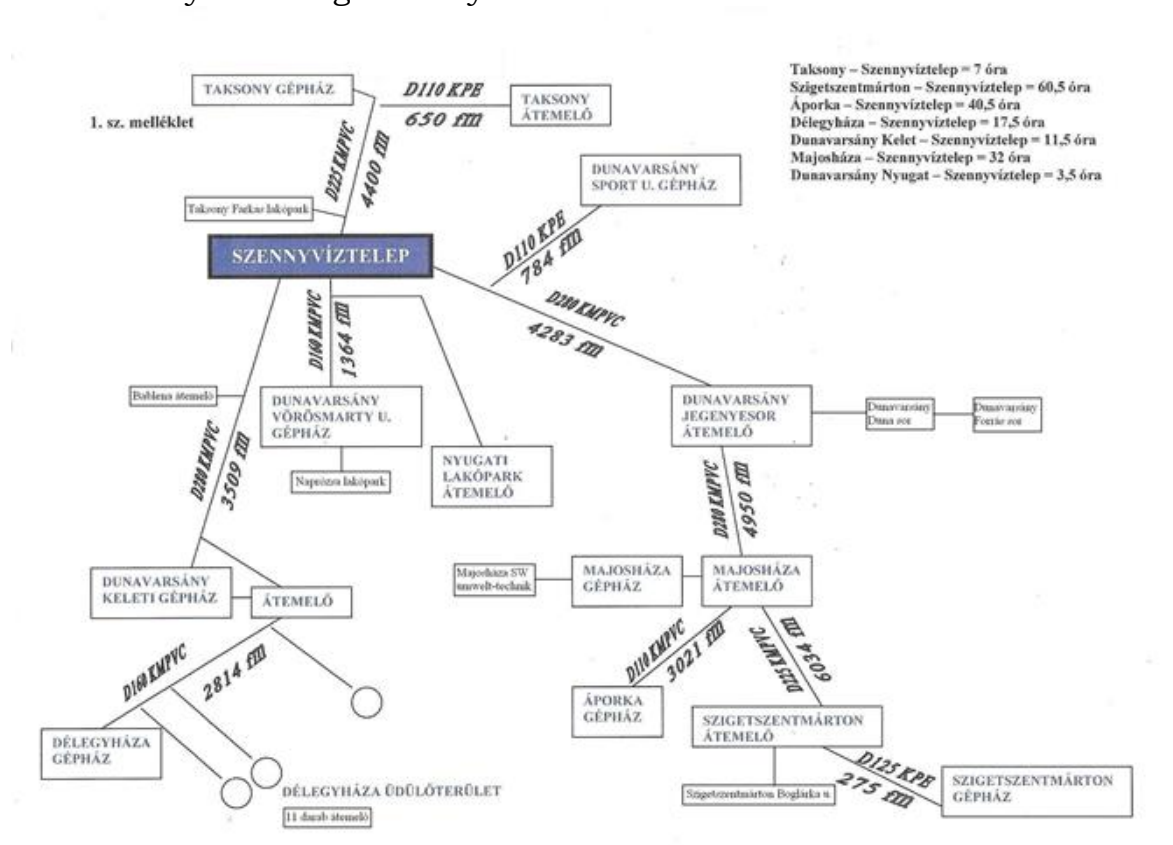 TAKSONY GÉPHÁZ
D110 KPE
650 fm
TAKSONY
ÁTEMELŐ
1. sz. melléklet
Taksony – Szennyvíztelep = 7 óra
Szigetszentmárton – Szennyvíztelep = 60,5 óra
Áporka – Szennyvíztelep = 40,5 óra
Délegyháza – Szennyvíztelep = 17,5 óra
Dunavarsány Kelet – Szennyvíztelep = 11,5 óra
Majosháza – Szennyvíztelep = 32 óra
Dunavarsány Nyugat – Szennyvíztelep = 3,5 óra
D225 KMPVC
4400 fm
DUNAVARSÁNY
SPORT U. GÉPHÁZ
Taksony Farkas lakópark
D110 KPE
784 fm
SZENNYVÍZTELEP
D280 KMPVC
4283 fm
D160 KMPVC
1364 fm
Bablena átemelő
DUNAVARSÁNY
VÖRÖSMARTY U.
GÉPHÁZ
DUNAVARSÁNY
JEGENYESOR
ÁTEMELŐ
Dunavarsány
Duna sor
Dunavarsány
Forrás sor
D280 KMPVC
3509 fm
Naprózsa lakópark
NYUGATI
LAKÓPARK
ÁTEMELŐ
D280 KMPVC
4950 fm
DUNAVARSÁNY
KELETI GÉPHÁZ
ÁTEMELŐ
Majosháza SW
umwelt-technik
MAJOSHÁZA
GÉPHÁZ
MAJOSHÁZA
ÁTEMELŐ
D160 KMPVC
2814 fm
D110 KMPVC
3021 fm
D225 KMPVC
6034 fm
ÁPORKA
GÉPHÁZ
SZIGETSZENTMÁRTON
ÁTEMELŐ
DÉLEGYHÁZA
GÉPHÁZ
D125 KPE
275 fm
SZIGETSZENTMÁRTON
GÉPHÁZ
DÉLEGYHÁZA ÜDÜLŐTERÜLET
11 darab átemelő
Szigetszentmárton Boglárka u.